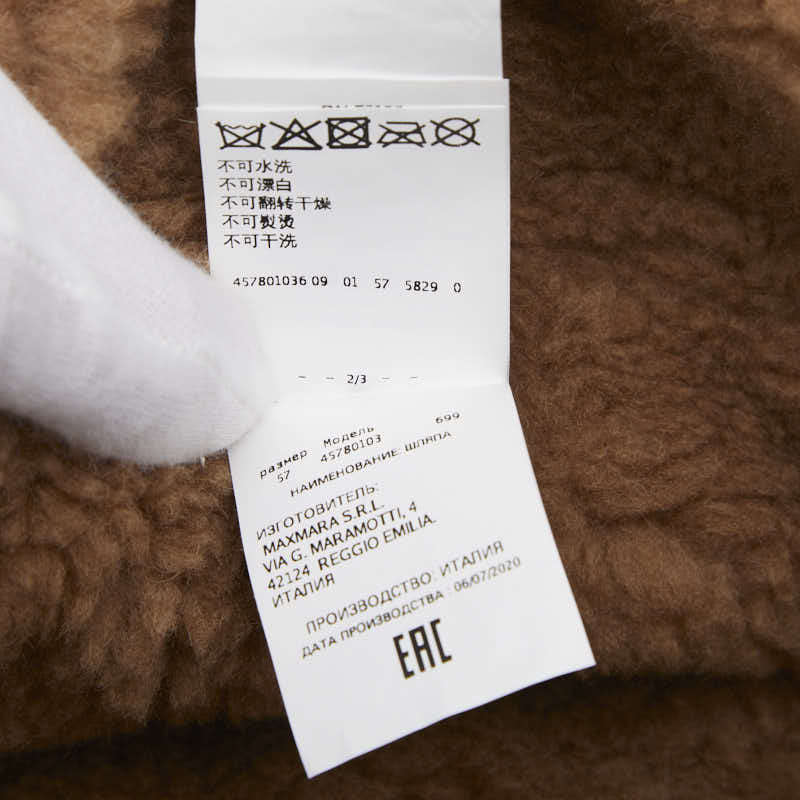 不可水洗
不可漂白
不可翻转干燥
不可熨烫
不可干洗
457801036 09 01 57 5829 0
- - 2/3 - -
размер Модель 699
57 45780103
НАИМЕНОВАНИЕ: ШЛЯПА
ИЗГОТОВИТЕЛЬ:
MAXMARA S.R.L.
VIA G. MARAMOTTI, 4
42124 REGGIO EMILIA.
ИТАЛИЯ
ПРОИЗВОДСТВО: ИТАЛИЯ
ДАТА ПРОИЗВОДСТВА : 06/07/2020
EAC